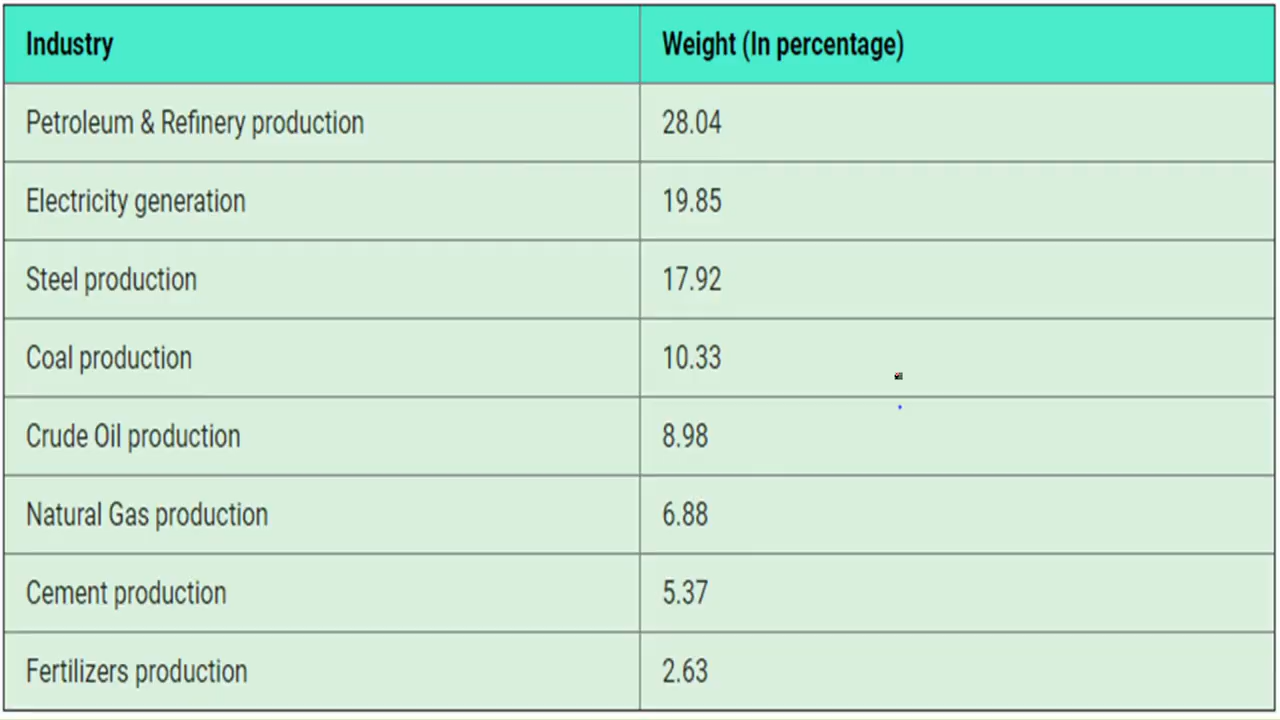 Industry Weight (In percentage)
Petroleum & Refinery production 28.04
Electricity generation 19.85
Steel production 17.92
Coal production 10.33
Crude Oil production 8.98
Natural Gas production 6.88
Cement production 5.37
Fertilizers production 2.63